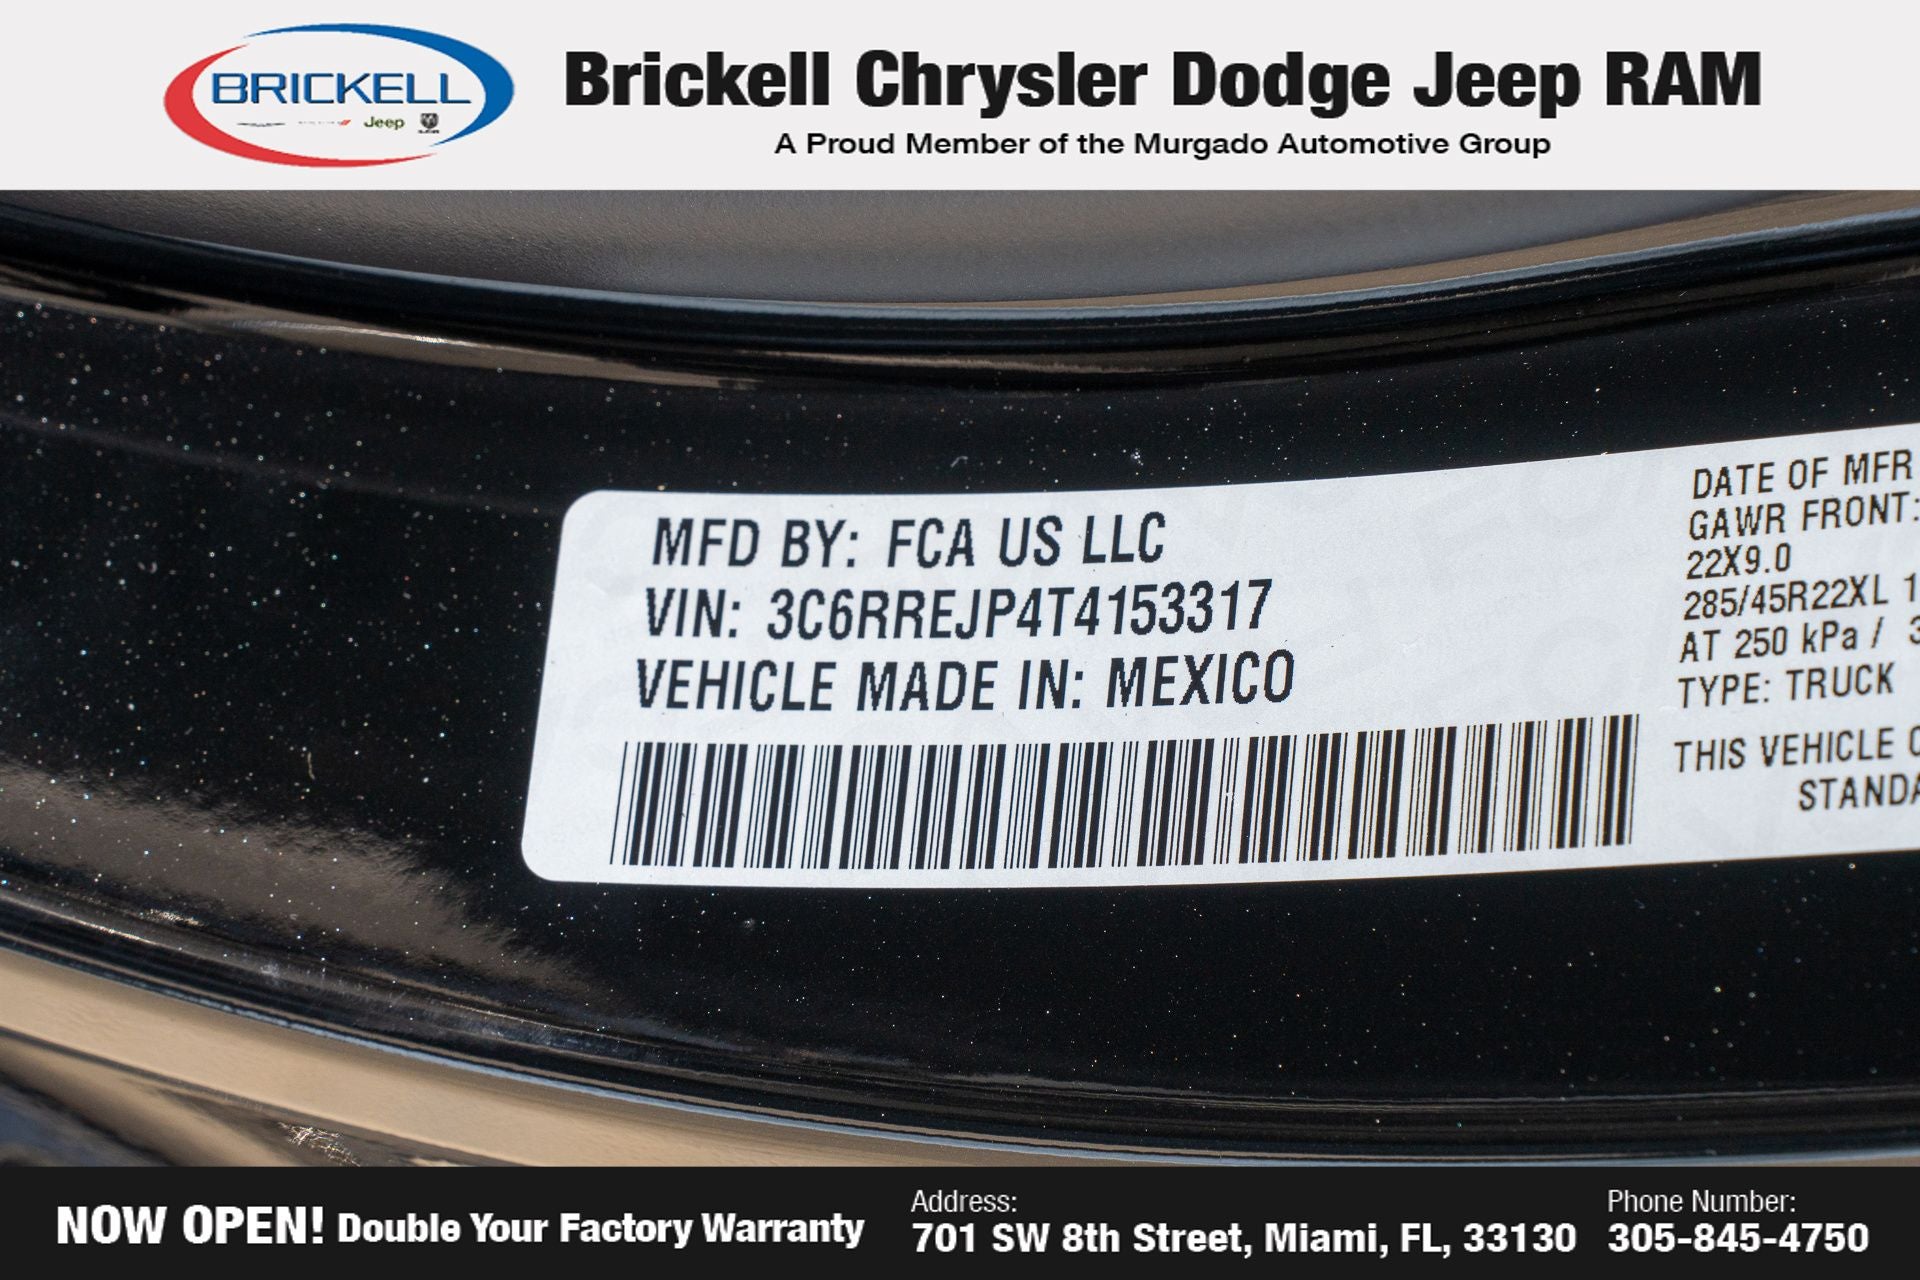 BRICKELL
Jeep
Brickell Chrysler Dodge Jeep RAM
A Proud Member of the Murgado Automotive Group
MFD BY: FCA US LLC
VIN: 3C6RREJP4T4153317
VEHICLE MADE IN: MEXICO
DATE OF MFR
GAWR FRONT:
22X9.0
285/45R22XL 1
AT 250 kPa / 3
TYPE: TRUCK
THIS VEHICLE C
STANDA
NOW OPEN! Double Your Factory Warranty
Address:
701 SW 8th Street, Miami, FL, 33130
Phone Number:
305-845-4750